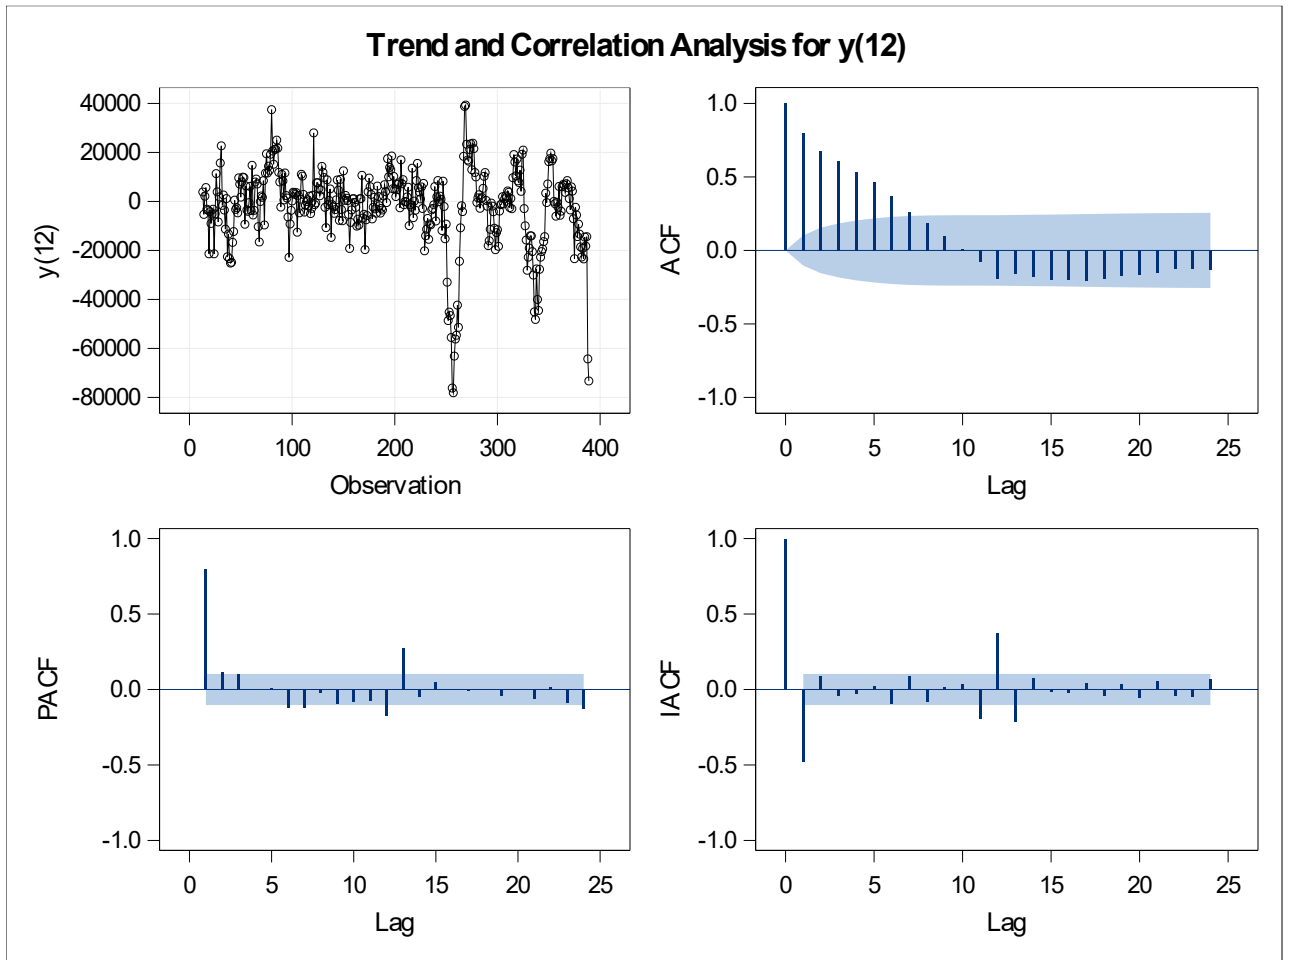 Trend and Correlation Analysis for y(12)
y(12)
40000
20000
0
-20000
-40000
-60000
-80000
0 100 200 300 400
Observation
ACF
1.0
0.5
0.0
-0.5
-1.0
0 5 10 15 20 25
Lag
PACF
1.0
0.5
0.0
-0.5
-1.0
0 5 10 15 20 25
Lag
IACF
1.0
0.5
0.0
-0.5
-1.0
0 5 10 15 20 25
Lag